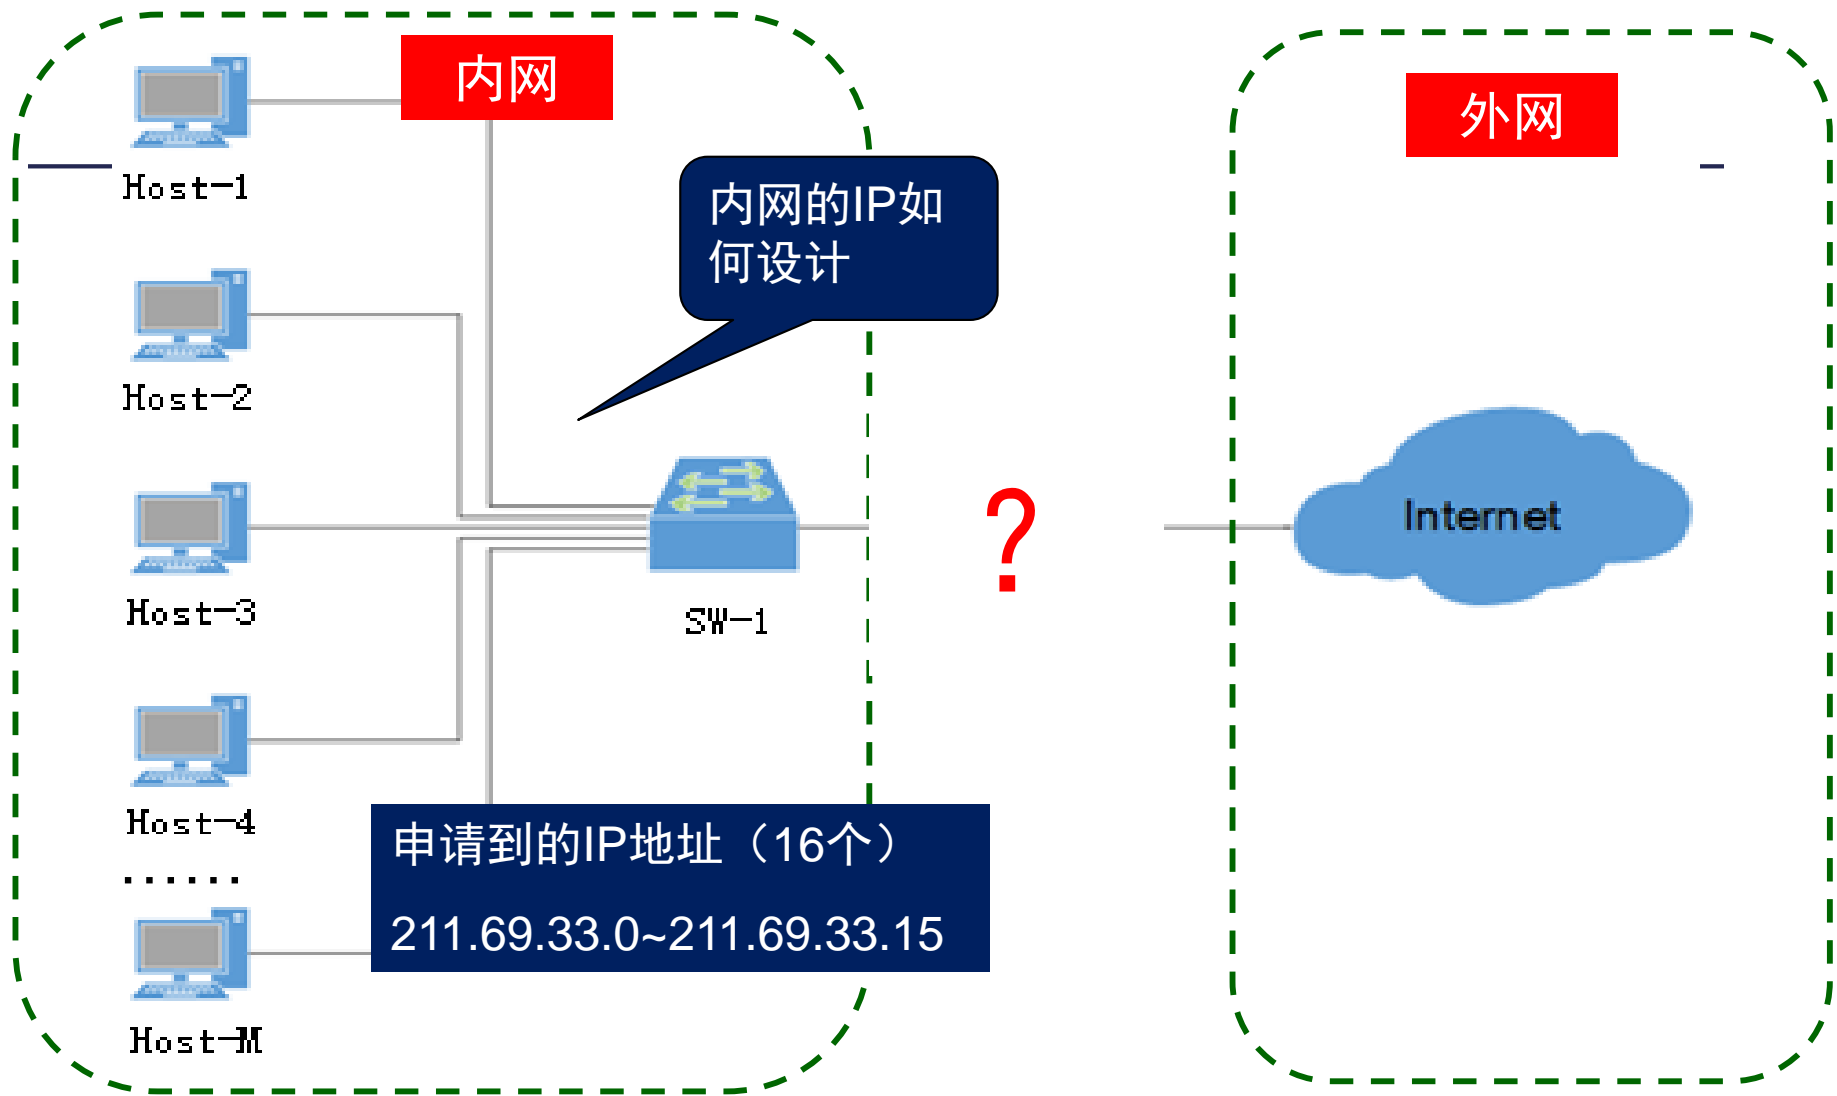 内网
外网
Host-1
内网的IP如
何设计
Host-2
?
Internet
Host-3
SW-1
Host-4
申请到的IP地址（16个）
......
211.69.33.0~211.69.33.15
Host-M